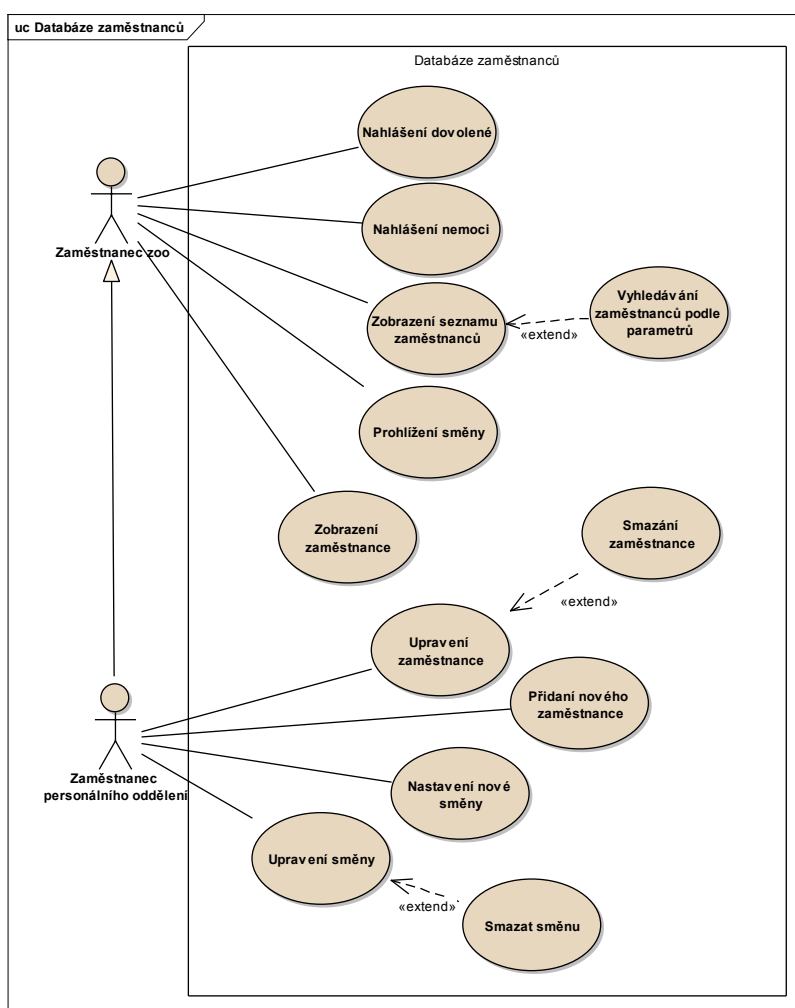 uc Databáze zaměstnanců
Databáze zaměstnanců
Nahlášení dovolené
Zaměstnanec zoo
Nahlášení nemoci
Zobrazení seznamu
zaměstnanců
«extend»
Vyhledávání
zaměstnanců podle
parametrů
Prohlížení směny
Zobrazení
zaměstnance
Smazání
zaměstnance
«extend»
Upravení
zaměstnance
Přidaní nového
zaměstnance
Zaměstnanec
personálního oddělení
Nastavení nové
směny
Upravení směny
«extend»
Smazat směnu